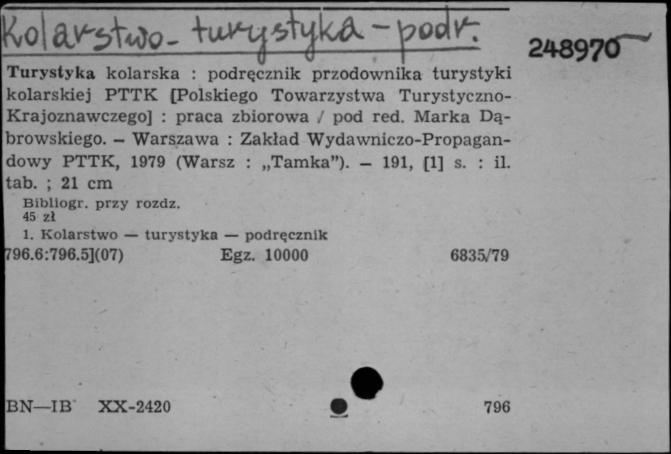 Kolarstwo - turystyka - podr.
248970
Turystyka kolarska : podręcznik przodownika turystyki
kolarskiej PTTK [Polskiego Towarzystwa Turystyczno-
Krajoznawczego] : praca zbiorowa / pod red. Marka Dą-
browskiego. – Warszawa : Zakład Wydawniczo-Propagan-
dowy PTTK, 1979 (Warsz : „Tamka”). – 191, [1] s. : il.
tab. ; 21 cm
Bibliogr. przy rozdz.
45 zł
1. Kolarstwo — turystyka — podręcznik
796.6:796.5](07) Egz. 10000 6835/79
BN—IB XX-2420 796